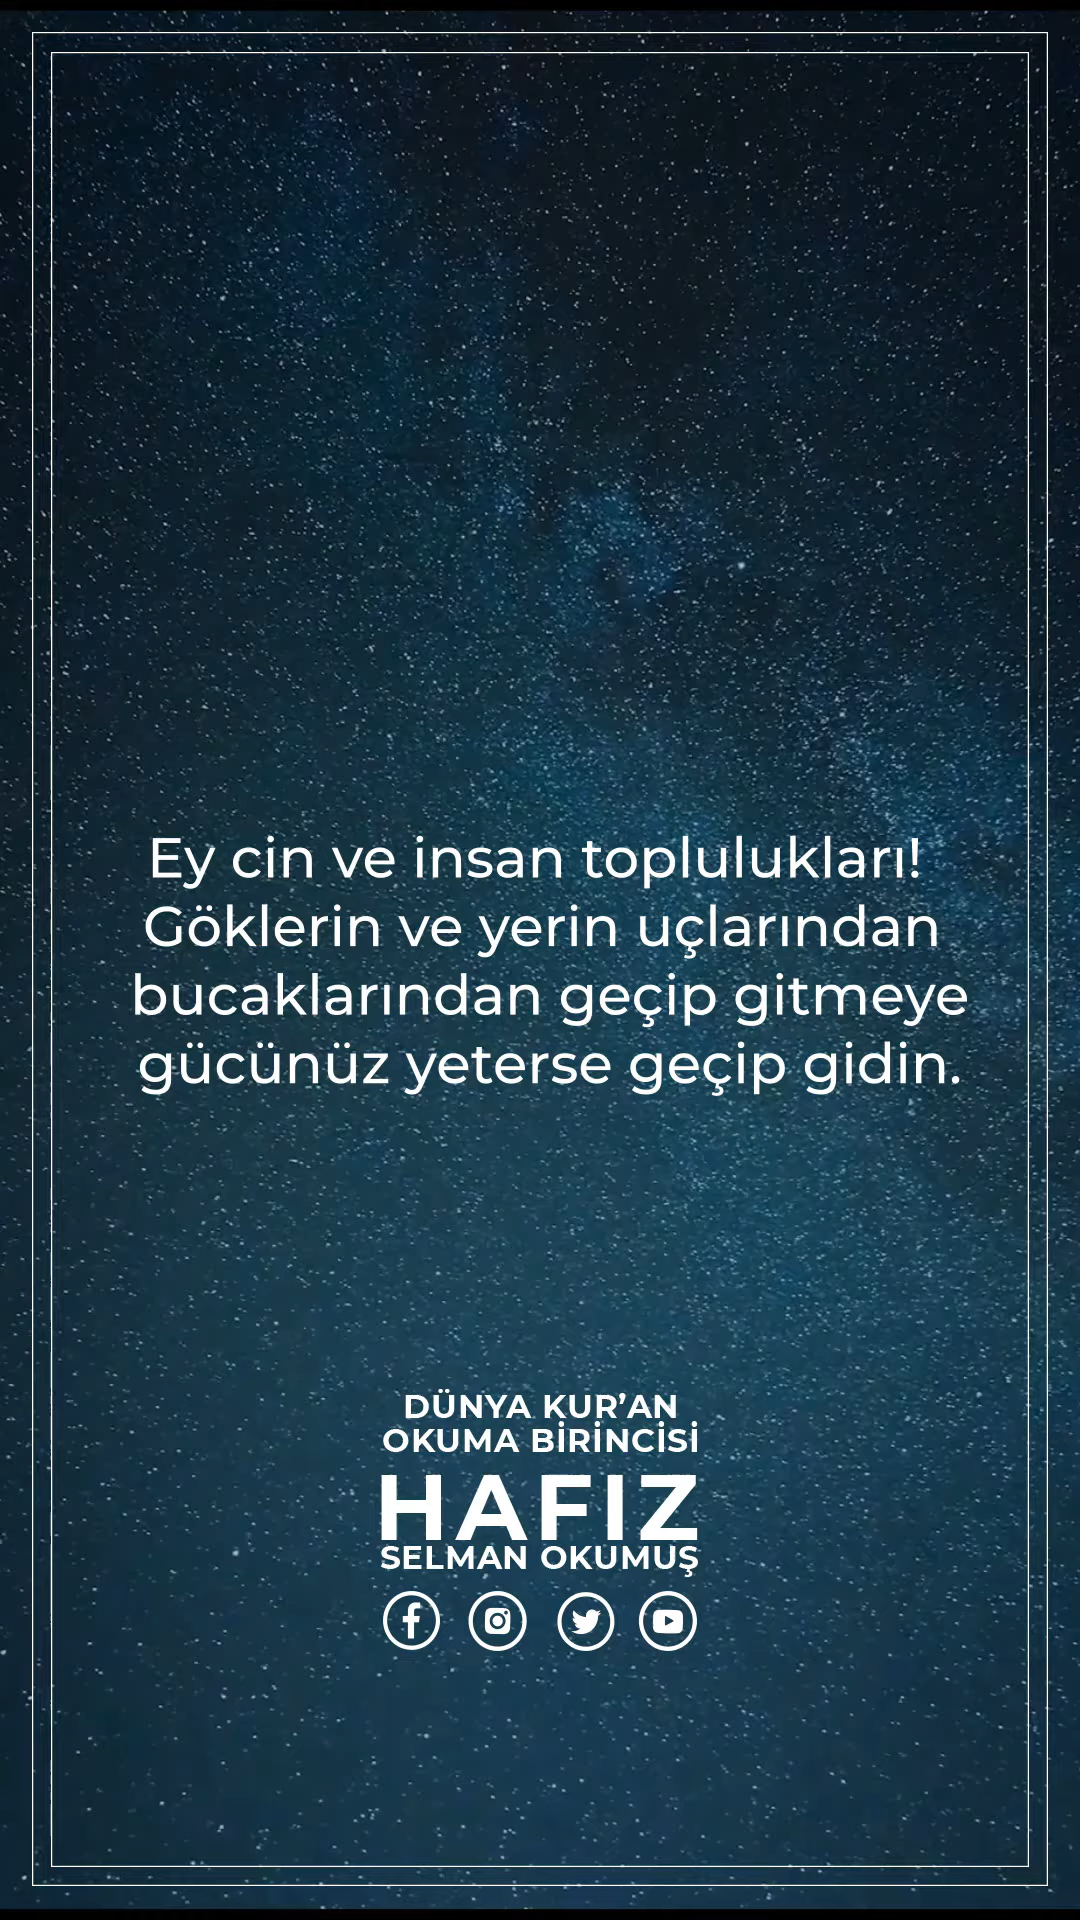 Ey cin ve insan toplulukları!
Göklerin ve yerin uçlarından
bucaklarından geçip gitmeye
gücünüz yeterse geçip gidin.
DÜNYA KUR’AN
OKUMA BİRİNCİSİ
HAFIZ
SELMAN OKUMUŞ